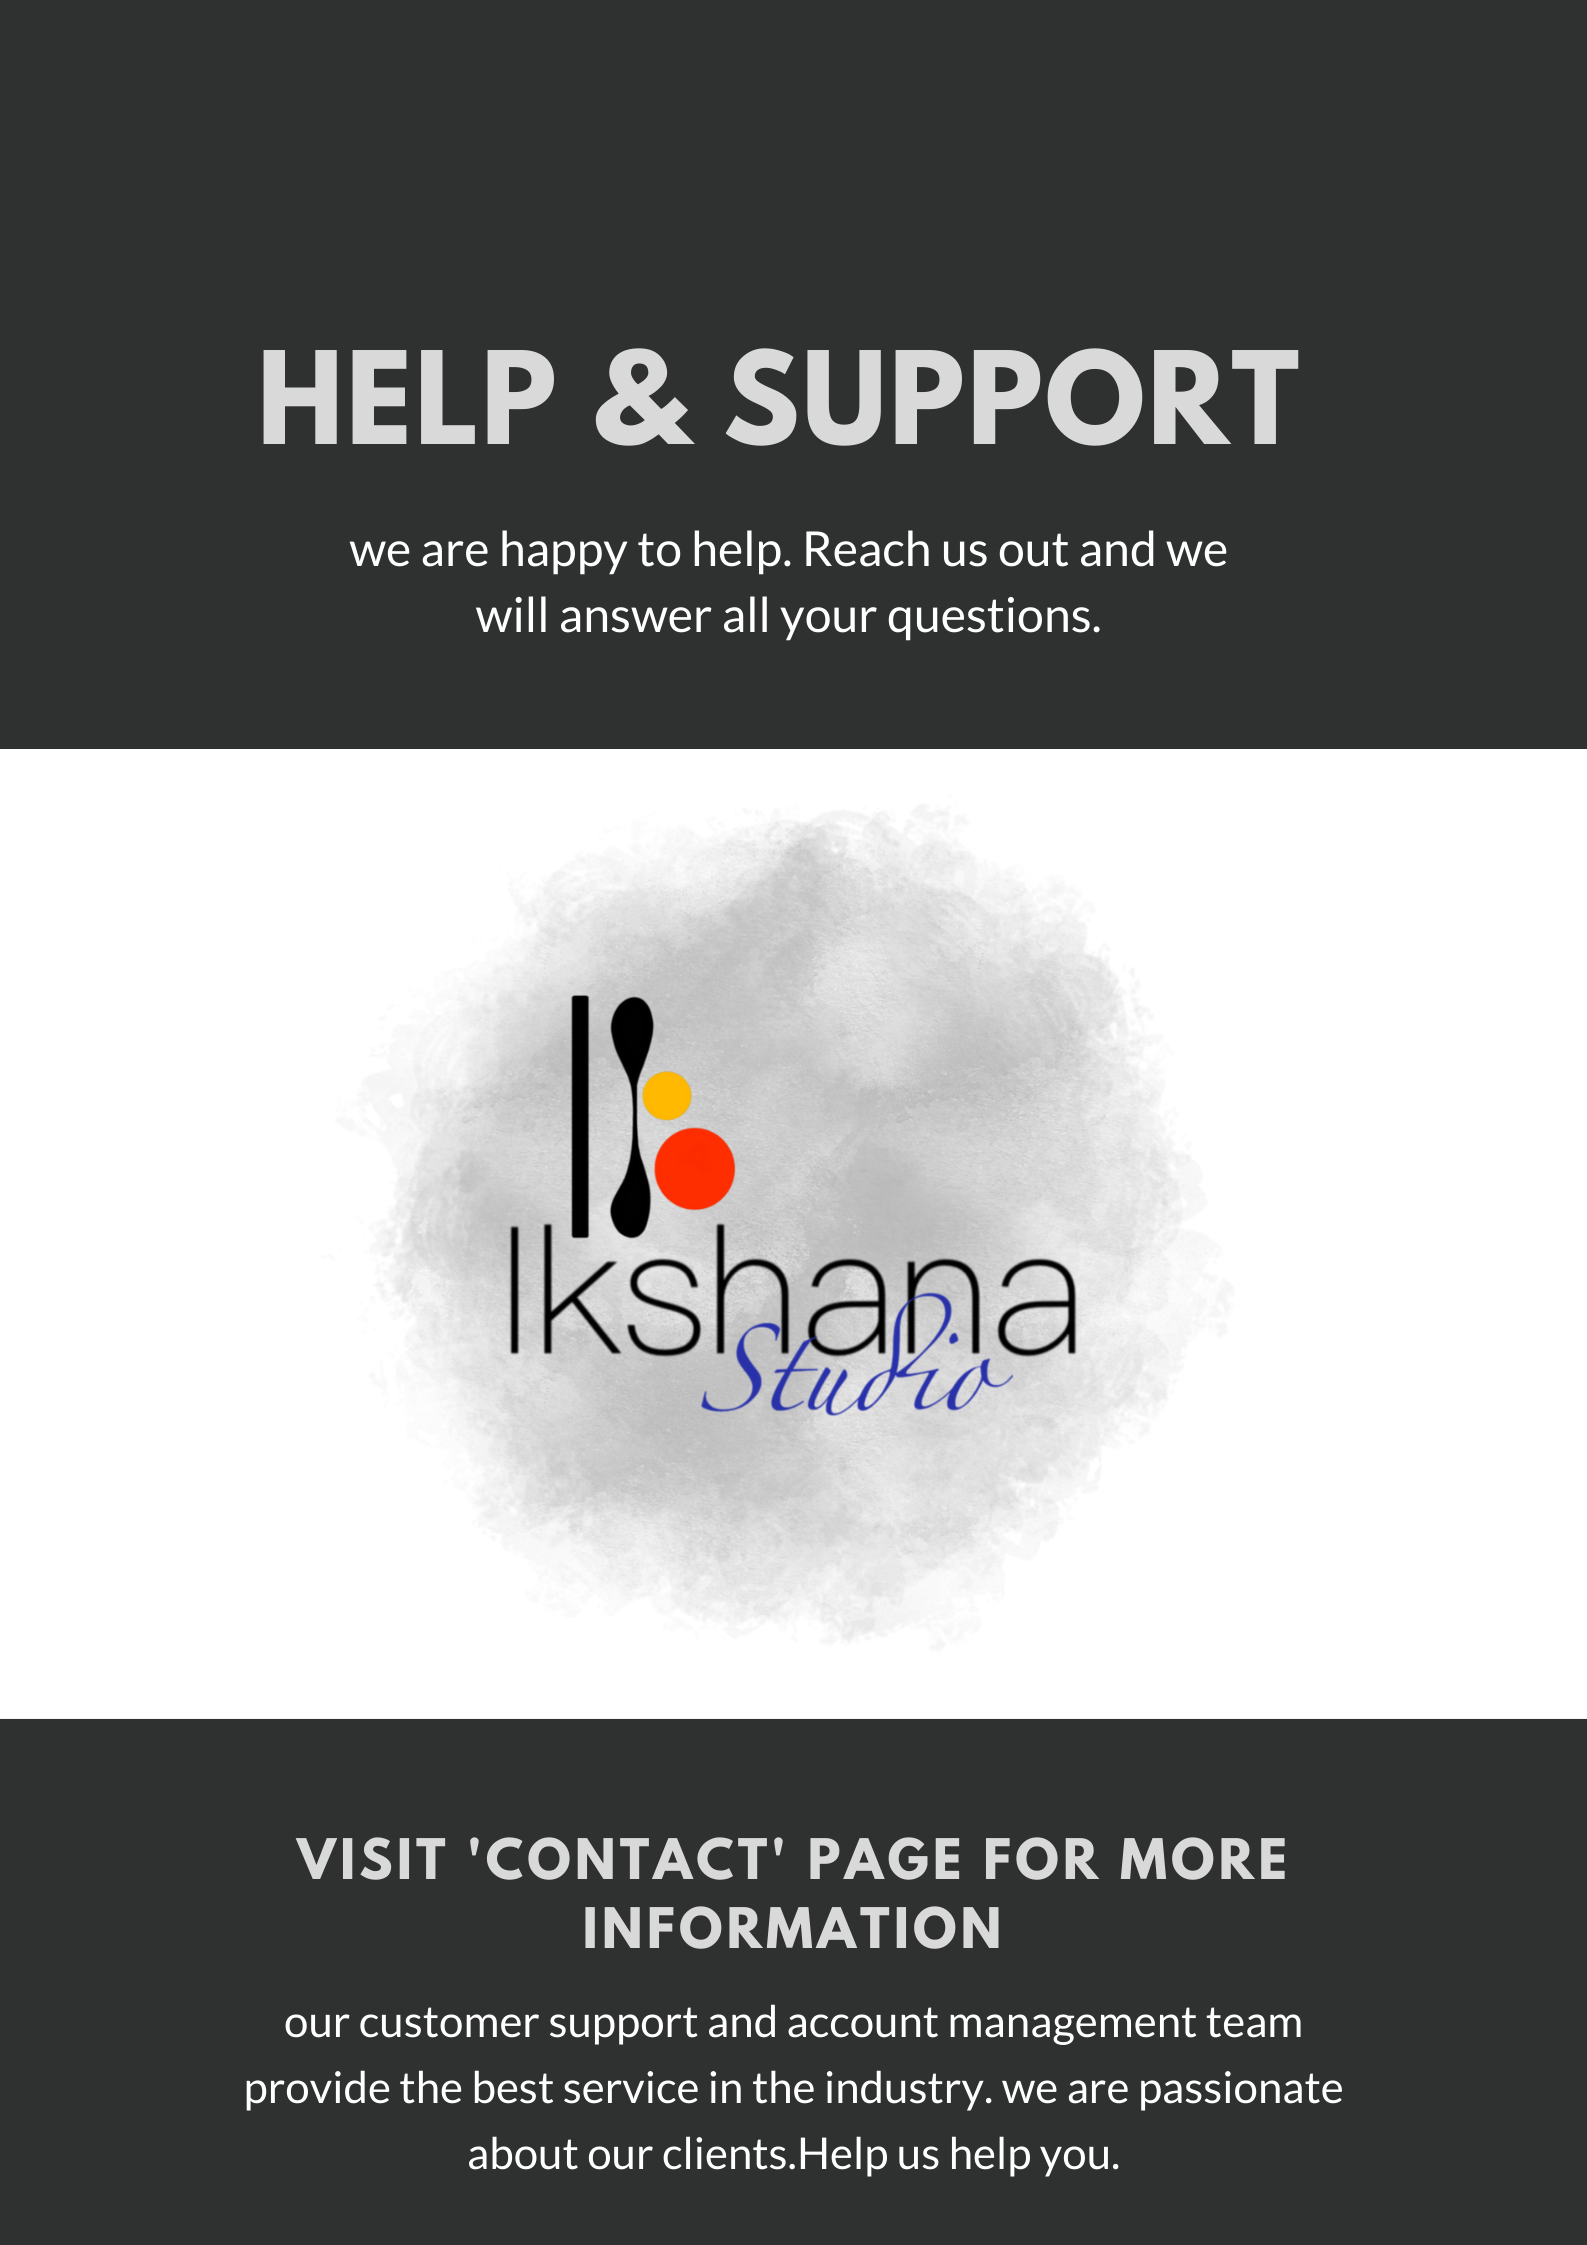 HELP & SUPPORT
we are happy to help. Reach us out and we
will answer all your questions.
Ikshana
Studio
VISIT 'CONTACT' PAGE FOR MORE
INFORMATION
our customer support and account management team
provide the best service in the industry. we are passionate
about our clients.Help us help you.